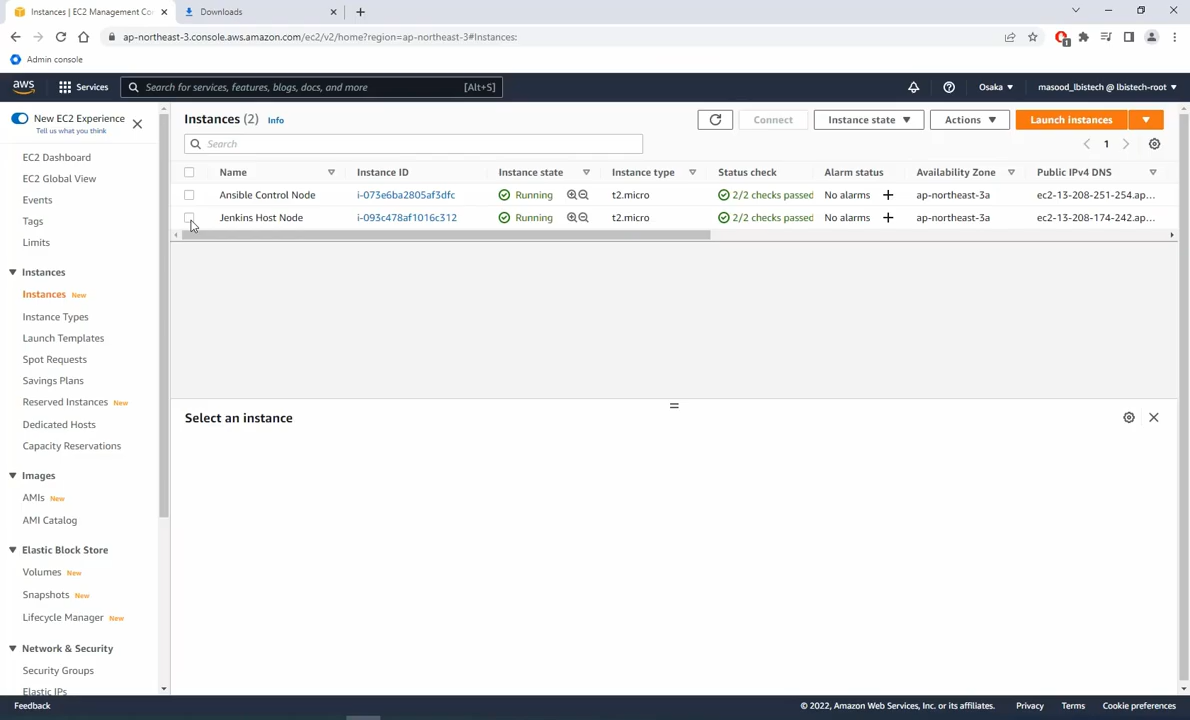 Instances | EC2 Management Co
Downloads
ap-northeast-3.console.aws.amazon.com/ec2/v2/home?region=ap-northeast-3#Instances:
1
Admin console
aws
Services
Search for services, features, blogs, docs, and more
[Alt+S]
Osaka
masood_lbistech @ lbistech-root
New EC2 Experience
Tell us what you think
EC2 Dashboard
EC2 Global View
Events
Tags
Limits
Instances
Instances New
Instance Types
Launch Templates
Spot Requests
Savings Plans
Reserved Instances New
Dedicated Hosts
Capacity Reservations
Images
AMIs New
AMI Catalog
Elastic Block Store
Volumes New
Snapshots New
Lifecycle Manager New
Network & Security
Security Groups
Elastic IPs
Instances (2) Info
Connect
Instance state
Actions
Launch instances
Search
1
Name Instance ID Instance state Instance type Status check Alarm status Availability Zone Public IPv4 DNS
Ansible Control Node i-073e6ba2805af3dfc Running t2.micro 2/2 checks passed No alarms ap-northeast-3a ec2-13-208-251-254.ap...
Jenkins Host Node i-093c478af1016c312 Running t2.micro 2/2 checks passed No alarms ap-northeast-3a ec2-13-208-174-242.ap...
Select an instance
Feedback
© 2022, Amazon Web Services, Inc. or its affiliates.
Privacy
Terms
Cookie preferences